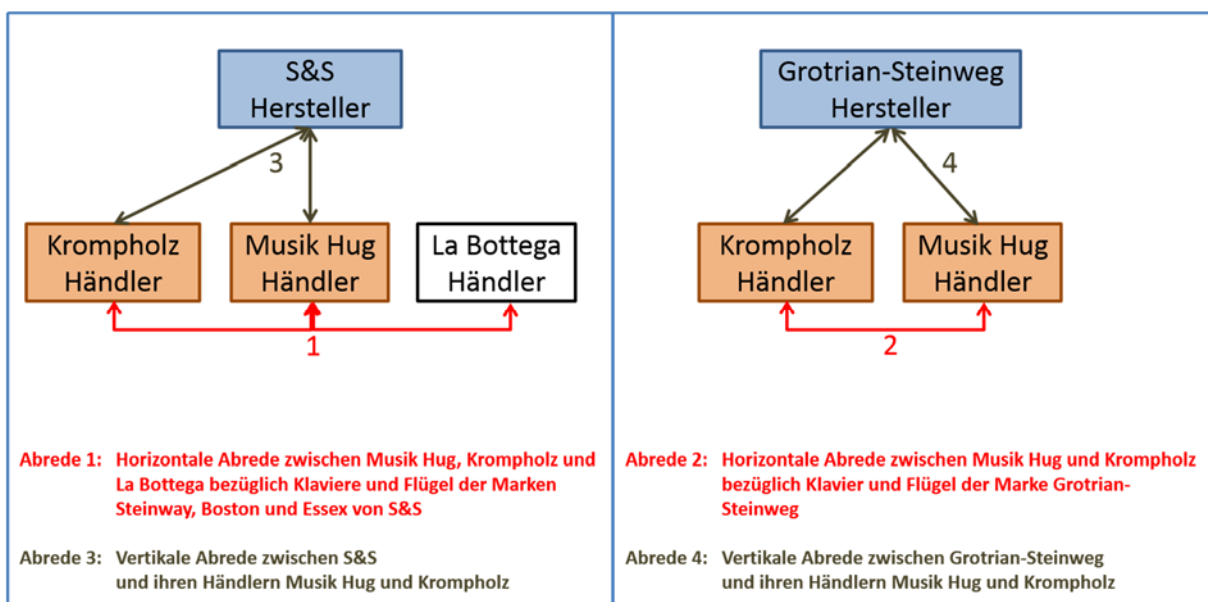 S&S
Hersteller
3
Krompholz
Händler
Musik Hug
Händler
La Bottega
Händler
1
Abrede 1: Horizontale Abrede zwischen Musik Hug, Krompholz und
La Bottega bezüglich Klaviere und Flügel der Marken
Steinway, Boston und Essex von S&S
Abrede 3: Vertikale Abrede zwischen S&S
und ihren Händlern Musik Hug und Krompholz
Grotrian-Steinweg
Hersteller
4
Krompholz
Händler
Musik Hug
Händler
2
Abrede 2: Horizontale Abrede zwischen Musik Hug und Krompholz
bezüglich Klavier und Flügel der Marke Grotrian-
Steinweg
Abrede 4: Vertikale Abrede zwischen Grotrian-Steinweg
und ihren Händlern Musik Hug und Krompholz